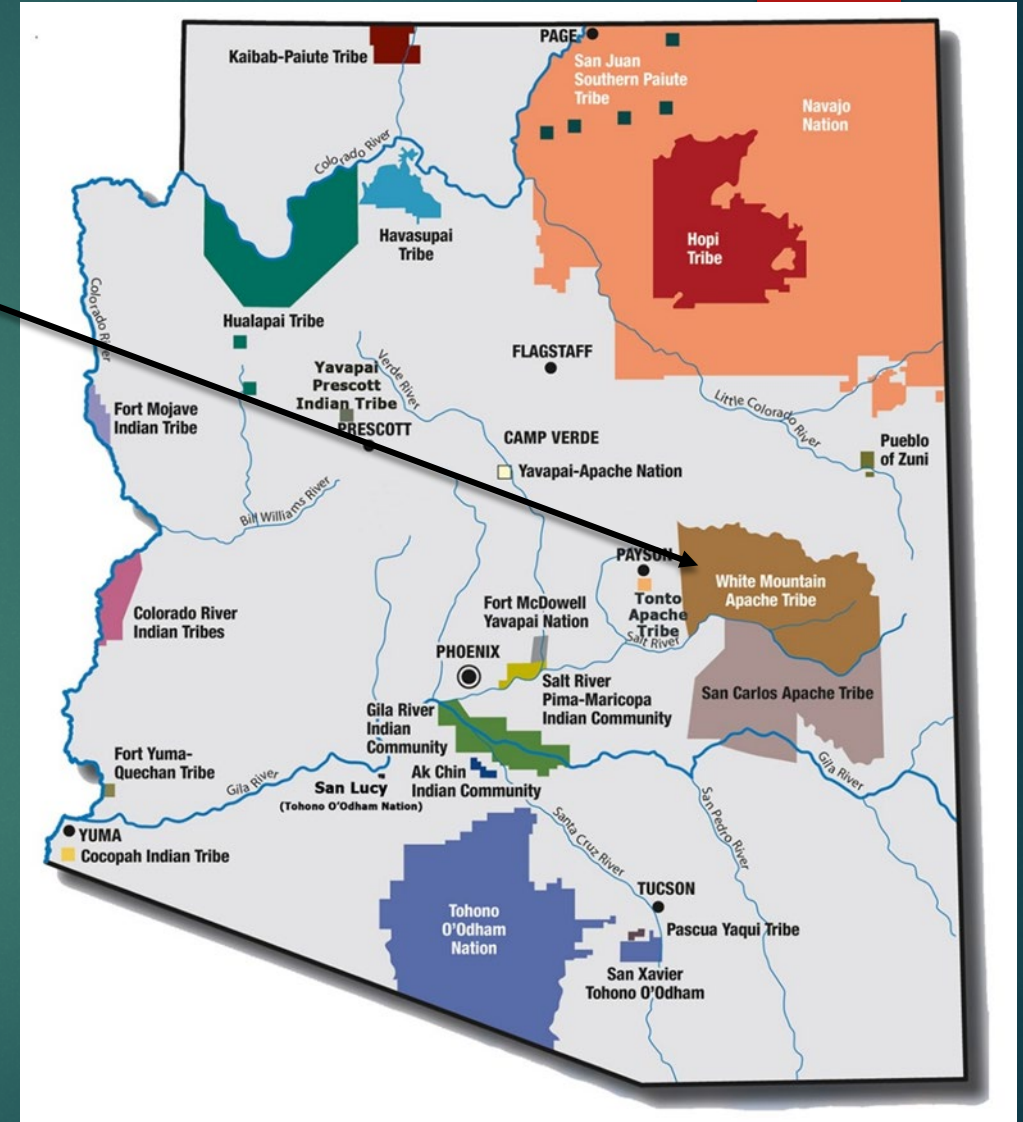 PAGE
Kaibab-Paiute Tribe
San Juan
Southern Paiute
Tribe
Navajo
Nation
Colorado River
Havasupai
Tribe
Hopi
Tribe
Colorado River
Hualapai Tribe
FLAGSTAFF
Verde River
Yavapai
Prescott
Indian Tribe
PRESCOTT
Little Colorado River
Fort Mojave
Indian Tribe
CAMP VERDE
Yavapai-Apache Nation
Pueblo
of Zuni
Bill Williams River
PAYSON
Tonto
Apache
Tribe
White Mountain
Apache Tribe
Colorado River
Indian Tribes
Fort McDowell
Yavapai Nation
Salt River
PHOENIX
Salt River
Pima-Maricopa
Indian Community
San Carlos Apache Tribe
Gila River
Indian
Community
Fort Yuma-
Quechan Tribe
Gila River
Ak Chin
Indian Community
San Lucy
(Tohono O'Odham Nation)
Gila River
San Pedro River
Santa Cruz River
YUMA
Cocopah Indian Tribe
TUCSON
Tohono
O'Odham
Nation
Pascua Yaqui Tribe
San Xavier
Tohono O'Odham